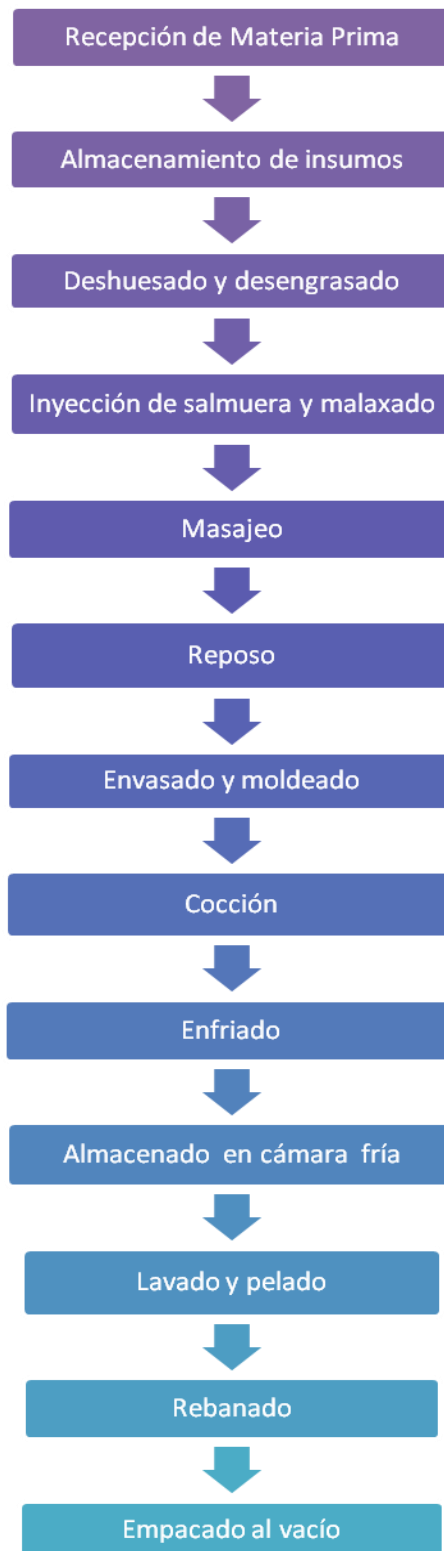 Recepción de Materia Prima
Almacenamiento de insumos
Deshuesado y desengrasado
Inyección de salmuera y malaxado
Masajeo
Reposo
Envasado y moldeado
Cocción
Enfriado
Almacenado en cámara fría
Lavado y pelado
Rebanado
Empacado al vacío